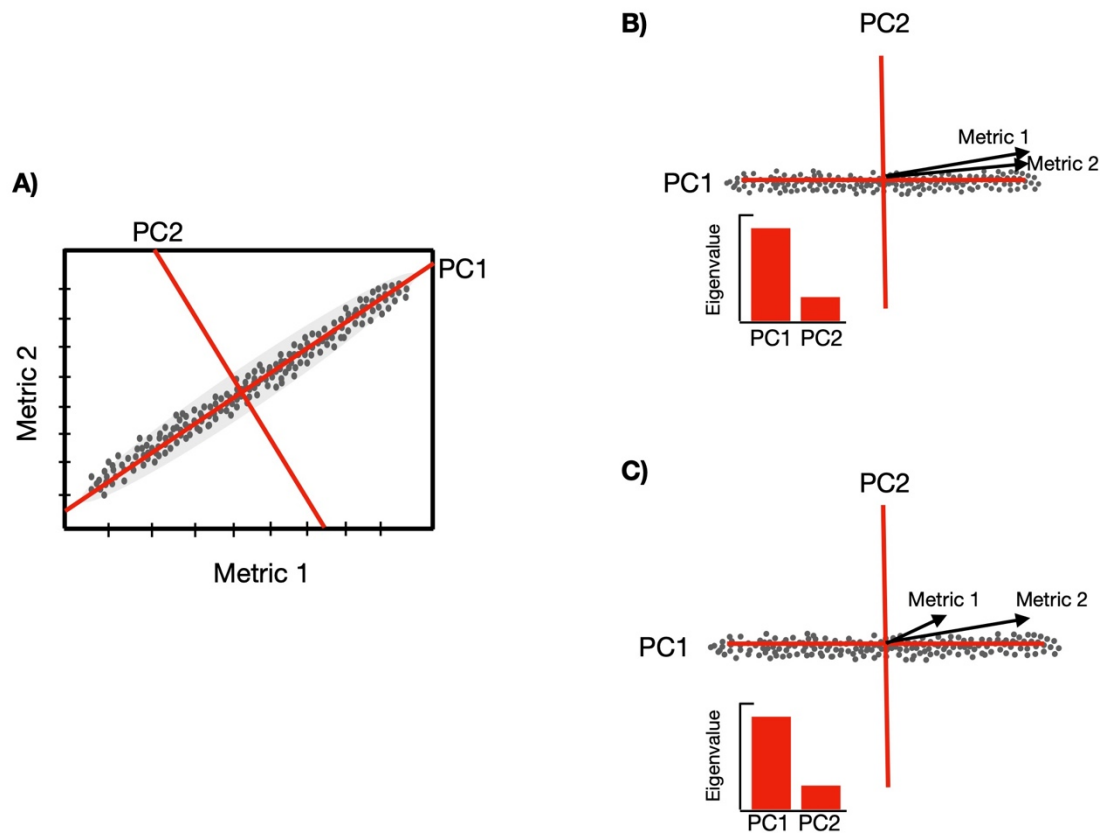 A)
PC2
PC1
Metric 2
Metric 1
B)
PC2
Metric 1
Metric 2
PC1
Eigenvalue
PC1 PC2
C)
PC2
Metric 1 Metric 2
PC1
Eigenvalue
PC1 PC2